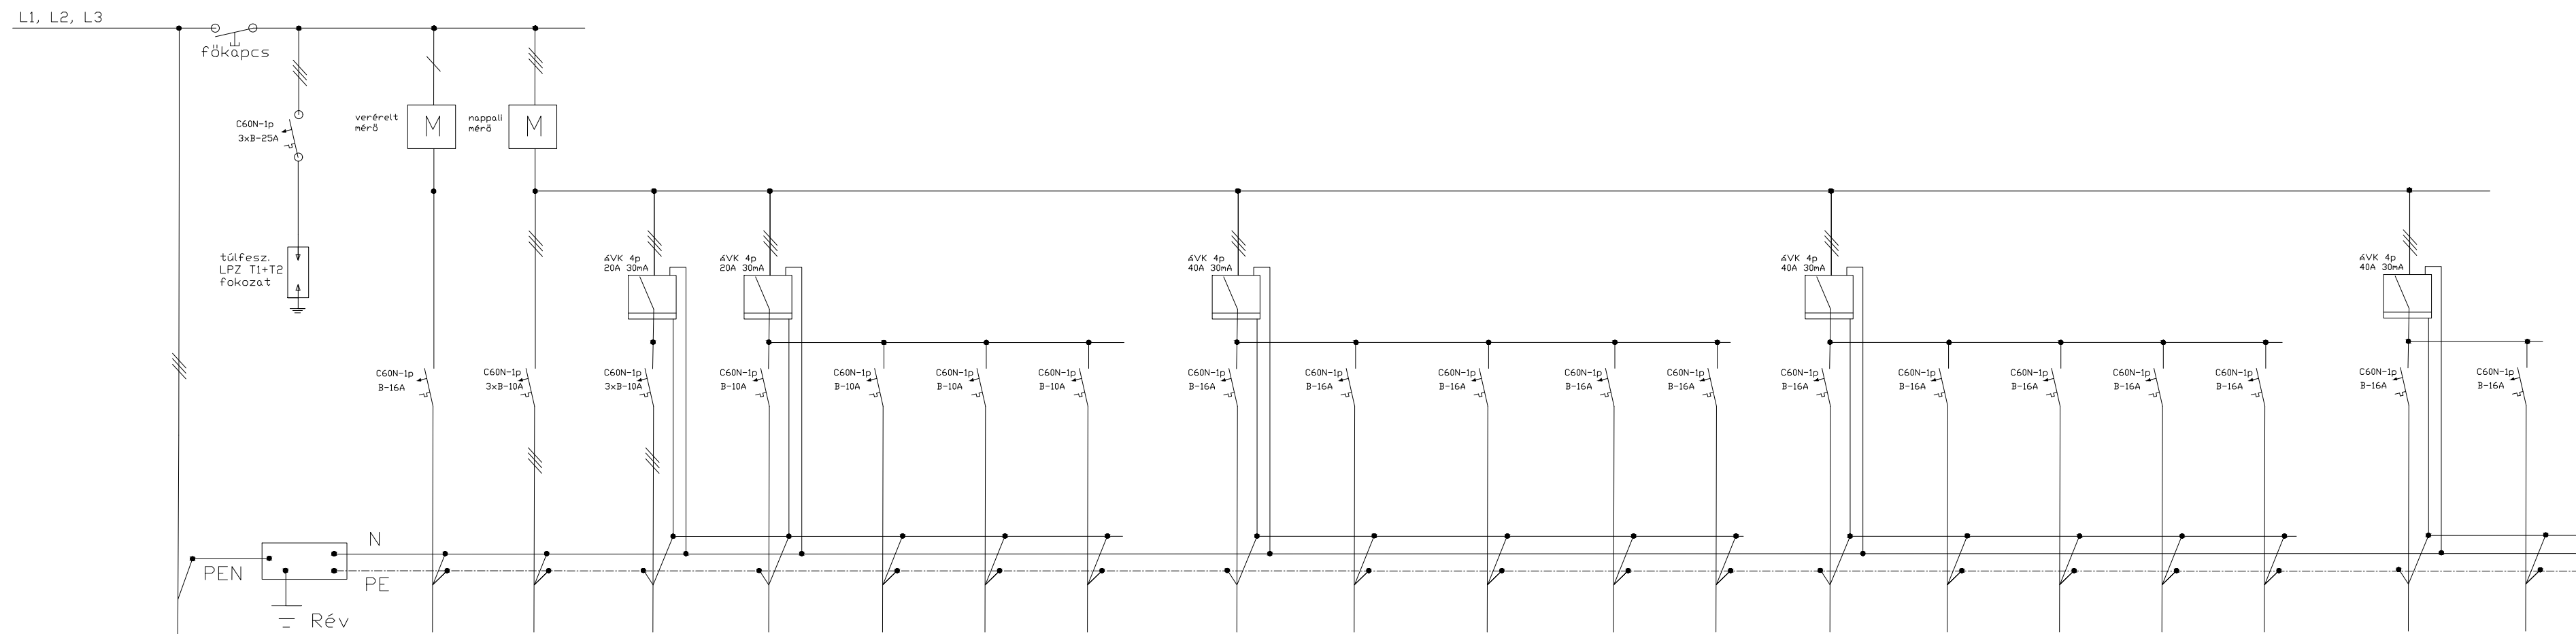 L1, L2, L3
főkapcs
C60N-1p
3xB-25A
verérelt
mérő
M
nappali
mérő
M
túlfesz.
LPZ T1+T2
fokozat
áVK 4p
20A 30mA
áVK 4p
20A 30mA
áVK 4p
40A 30mA
áVK 4p
40A 30mA
áVK 4p
40A 30mA
C60N-1p
B-16A
C60N-1p
3xB-10A
C60N-1p
3xB-10A
C60N-1p
B-10A
C60N-1p
B-10A
C60N-1p
B-10A
C60N-1p
B-10A
C60N-1p
B-16A
C60N-1p
B-16A
C60N-1p
B-16A
C60N-1p
B-16A
C60N-1p
B-16A
C60N-1p
B-16A
C60N-1p
B-16A
C60N-1p
B-16A
C60N-1p
B-16A
C60N-1p
B-16A
C60N-1p
B-16A
C60N-1p
B-16A
N
PEN
PE
Rév